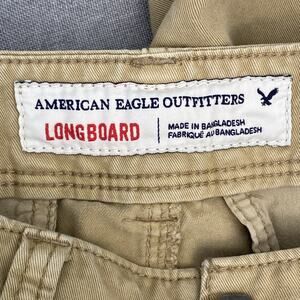 AMERICAN EAGLE OUTFITTERS
LONGBOARD
MADE IN BANGLADESH
FABRIQUÉ AU BANGLADESH